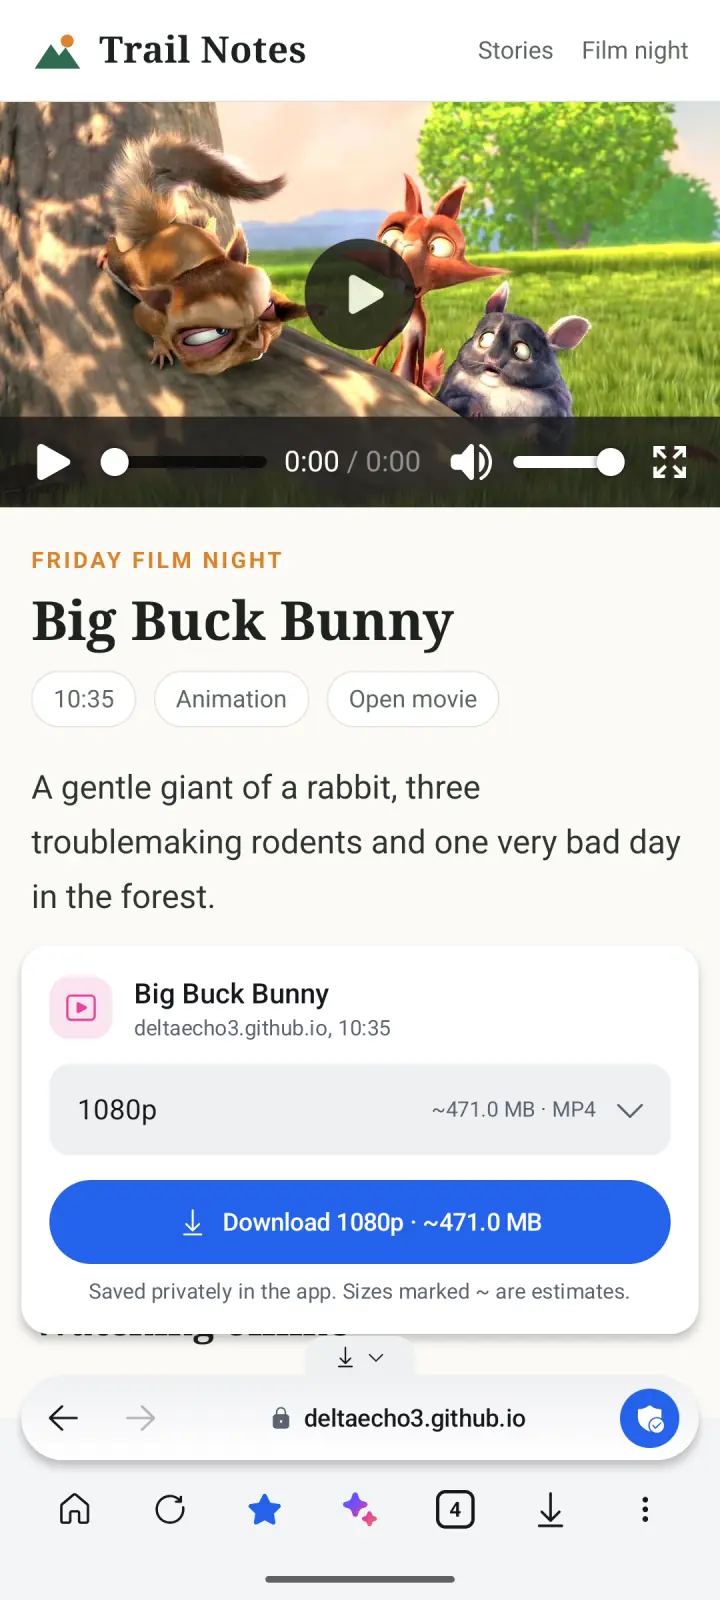 Trail Notes
Stories
Film night
0:00 / 0:00
FRIDAY FILM NIGHT
Big Buck Bunny
10:35
Animation
Open movie
A gentle giant of a rabbit, three
troublemaking rodents and one very bad day
in the forest.
Big Buck Bunny
deltaecho3.github.io, 10:35
1080p
~471.0 MB · MP4
Download 1080p · ~471.0 MB
Saved privately in the app. Sizes marked ~ are estimates.
deltaecho3.github.io
4